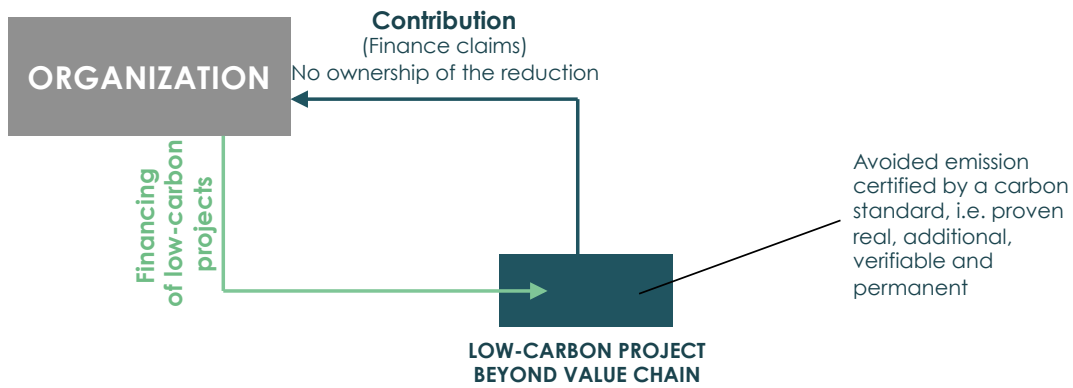 Contribution
(Finance claims)
No ownership of the reduction
ORGANIZATION
Financing
of low-carbon
projects
Avoided emission
certified by a carbon
standard, i.e. proven
real, additional,
verifiable and
permanent
LOW-CARBON PROJECT
BEYOND VALUE CHAIN